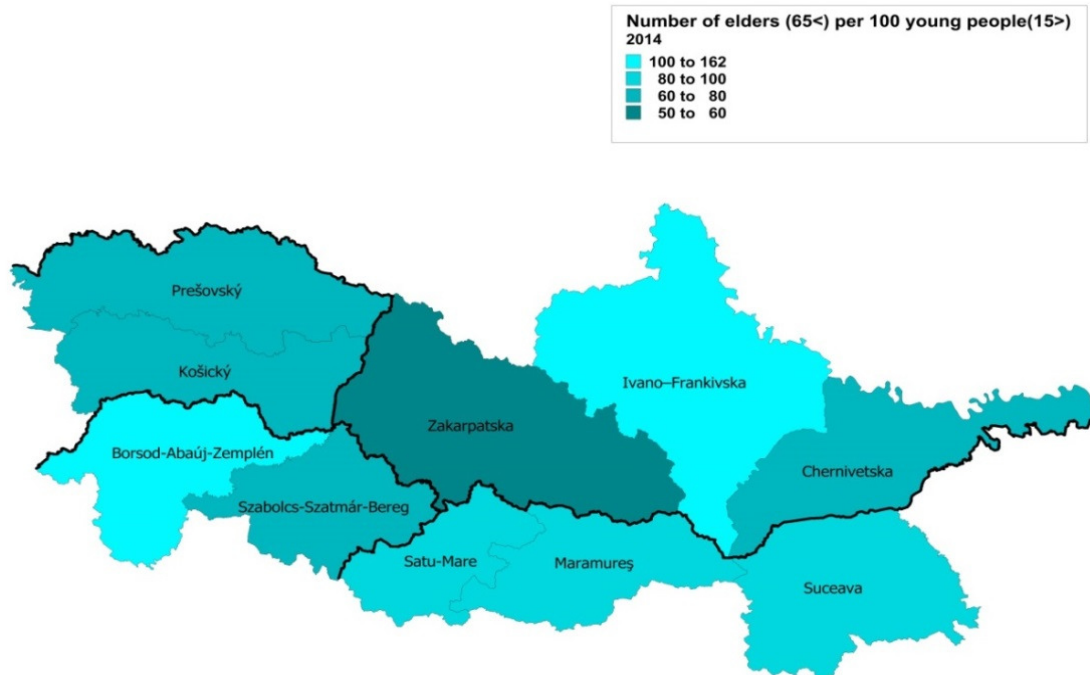 Number of elders (65<) per 100 young people(15>)
2014
100 to 162
80 to 100
60 to 80
50 to 60
Prešovský
Košický
Ivano–Frankivska
Zakarpatska
Borsod-Abaúj-Zemplén
Chernivetska
Szabolcs-Szatmár-Bereg
Satu-Mare
Maramureş
Suceava